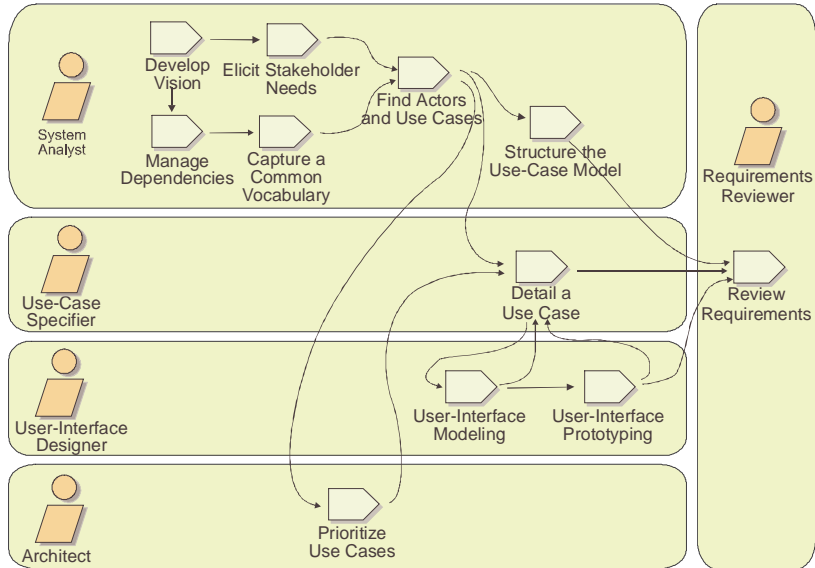 System
Analyst
Develop
Vision
Elicit Stakeholder
Needs
Find Actors
and Use Cases
Manage
Dependencies
Capture a
Common
Vocabulary
Structure the
Use-Case Model
Requirements
Reviewer
Use-Case
Specifier
Detail a
Use Case
Review
Requirements
User-Interface
Designer
User-Interface
Modeling
User-Interface
Prototyping
Architect
Prioritize
Use Cases